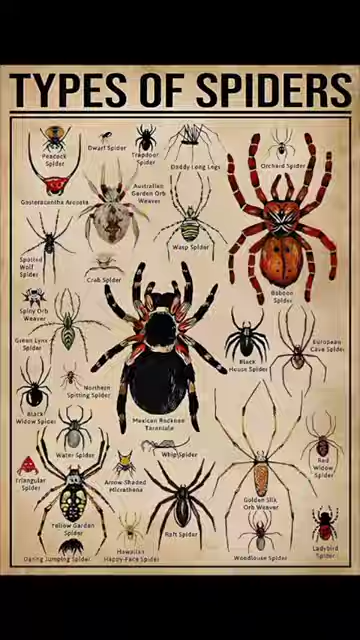 TYPES OF SPIDERS
Peacock
Spider
Dwarf Spider
Trapdoor
Spider
Daddy Long Legs
Orchard Spider
Gasteracantha Arcuata
Australian
Garden Orb
Weaver
Wasp Spider
Spotted
Wolf
Spider
Crab Spider
Baboon
Spider
Spiny Orb
Weaver
Green Lynx
Spider
Black
House Spider
European
Cave Spider
Northern
Spitting Spider
Black
Widow Spider
Mexican Redknee
Tarantula
Water Spider
Whip Spider
Red
Widow
Spider
Triangular
Spider
Arrow-Shaded
Micrathena
Golden Silk
Orb Weaver
Yellow Garden
Spider
Raft Spider
Daring Jumping Spider
Hawaiian
Happy-Face Spider
Woodlouse Spider
Ladybird
Spider